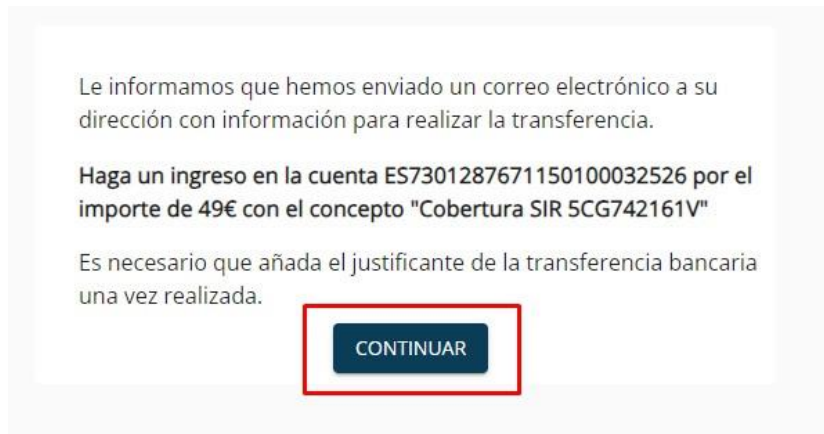 Le informamos que hemos enviado un correo electrónico a su
dirección con información para realizar la transferencia.
Haga un ingreso en la cuenta ES7301287671150100032526 por el
importe de 49€ con el concepto "Cobertura SIR 5CG742161V"
Es necesario que añada el justificante de la transferencia bancaria
una vez realizada.
CONTINUAR